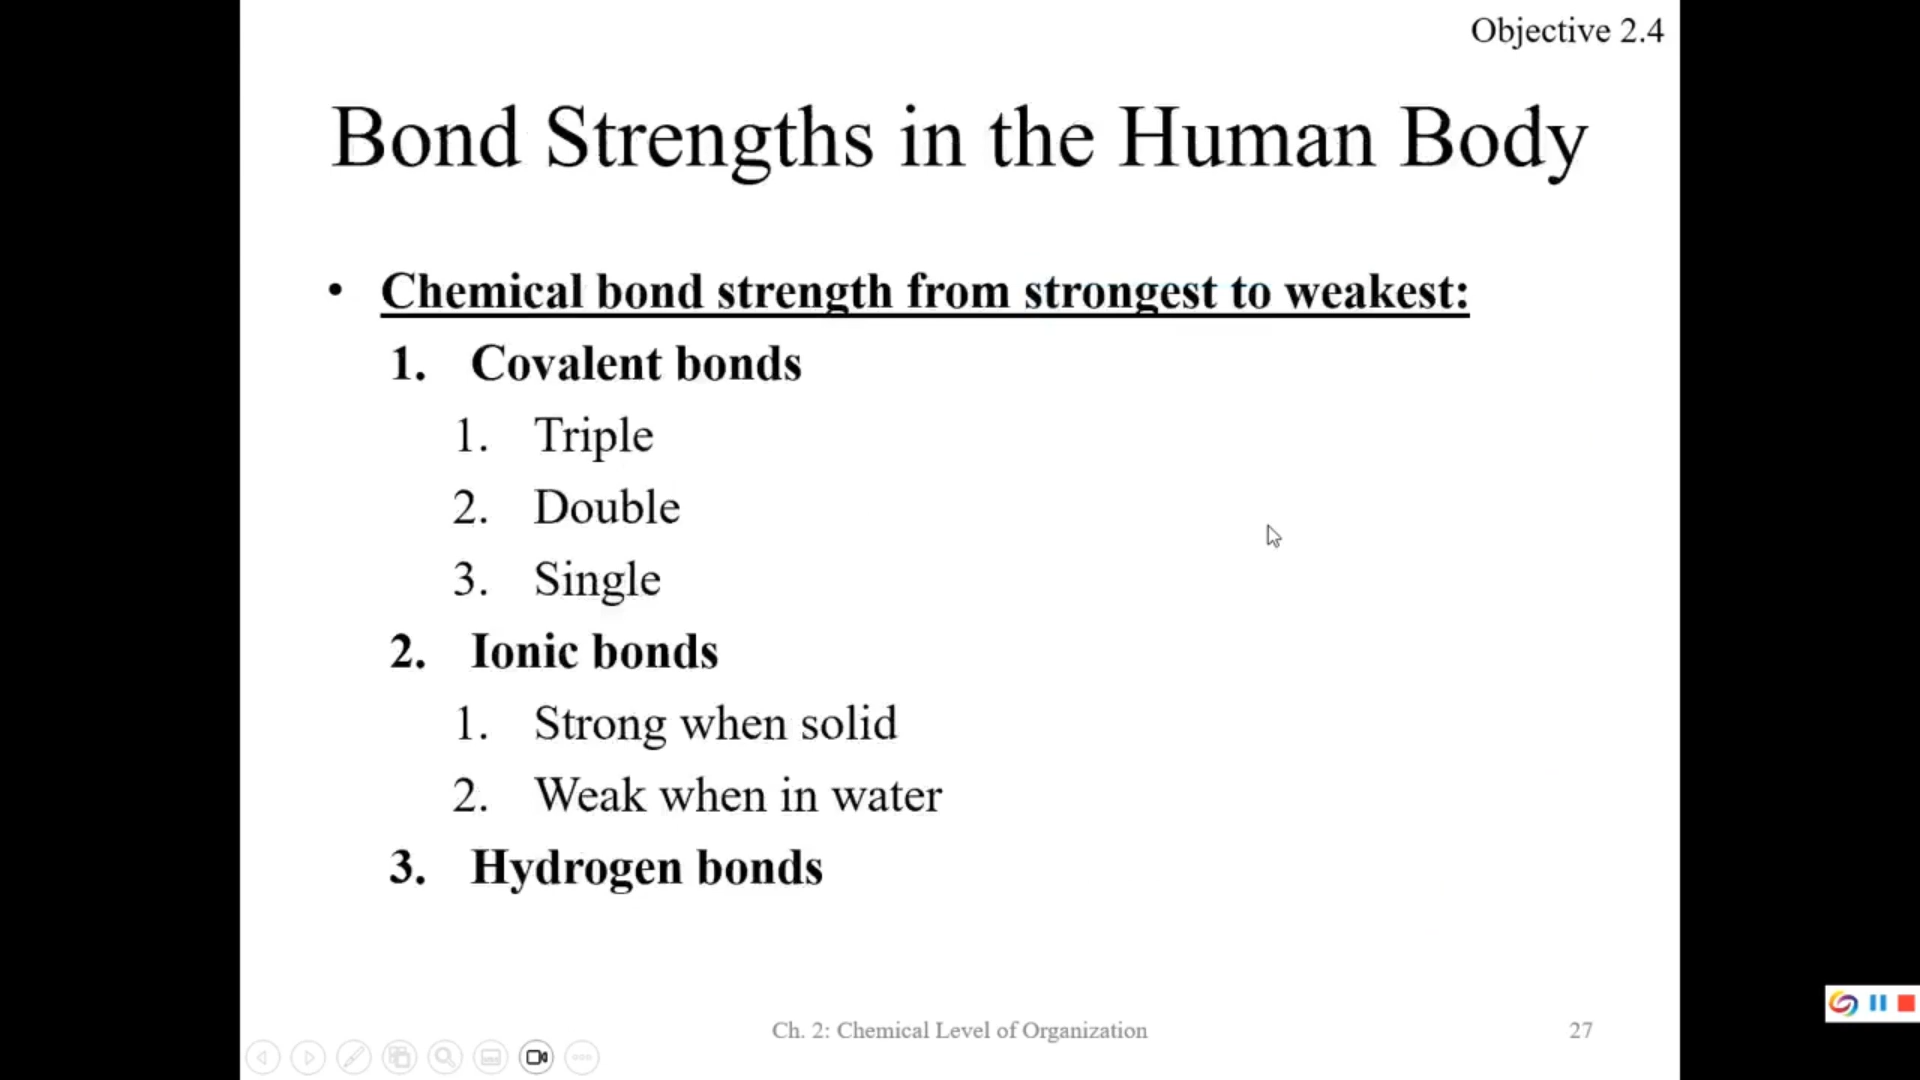 Objective 2.4
Bond Strengths in the Human Body
• Chemical bond strength from strongest to weakest:
1. Covalent bonds
1. Triple
2. Double
3. Single
2. Ionic bonds
1. Strong when solid
2. Weak when in water
3. Hydrogen bonds
Ch. 2: Chemical Level of Organization
27